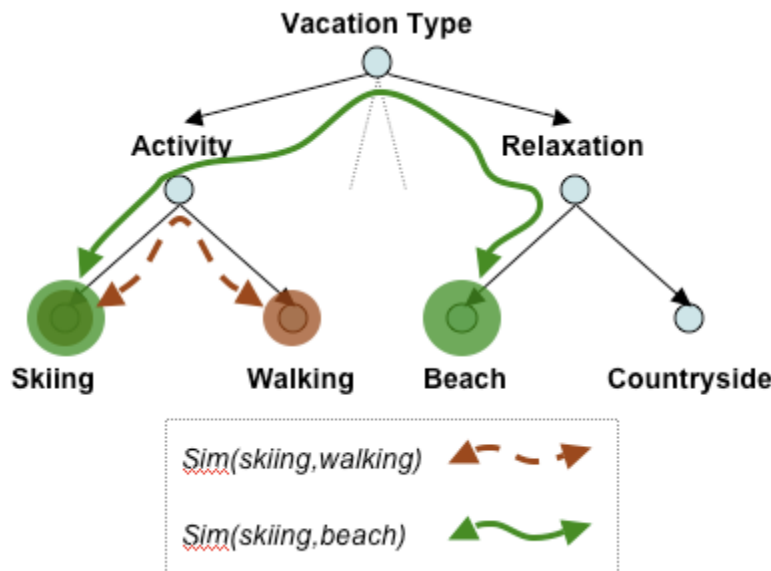 Vacation Type
Activity
Relaxation
Skiing
Walking
Beach
Countryside
Sim(skiing,walking)
Sim(skiing,beach)